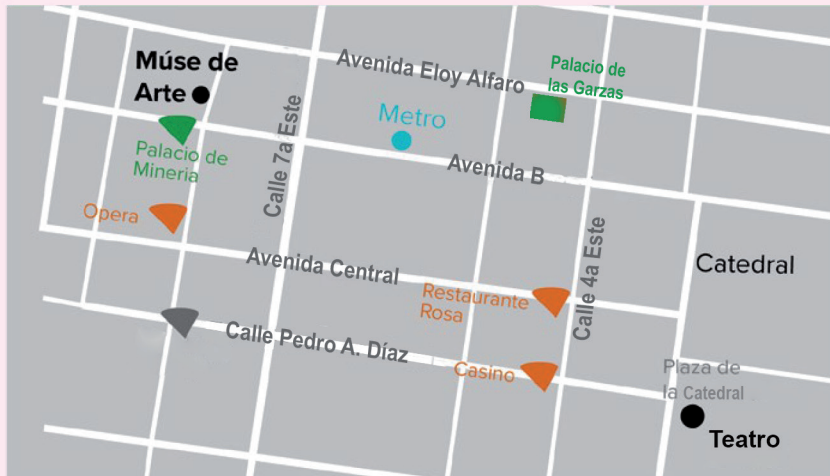 Avenida Eloy Alfaro
Palacio de
las Garzas
Múse de
Arte
Calle 7a Este
Metro
Avenida B
Palacio de
Mineria
Opera
Avenida Central
Calle 4a Este
Catedral
Restaurante
Rosa
Calle Pedro A. Díaz
Casino
Plaza de
la Catedral
Teatro